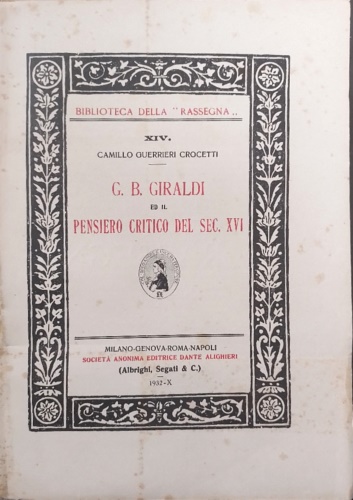 BIBLIOTECA DELLA "RASSEGNA„
XIV.
CAMILLO GUERRIERI CROCETTI
G. B. GIRALDI
ED IL
PENSIERO CRITICO DEL SEC. XVI
MILANO-GENOVA-ROMA-NAPOLI
SOCIETÀ ANONIMA EDITRICE DANTE ALIGHIERI
(Albrighi, Segati & C.)
1932-X